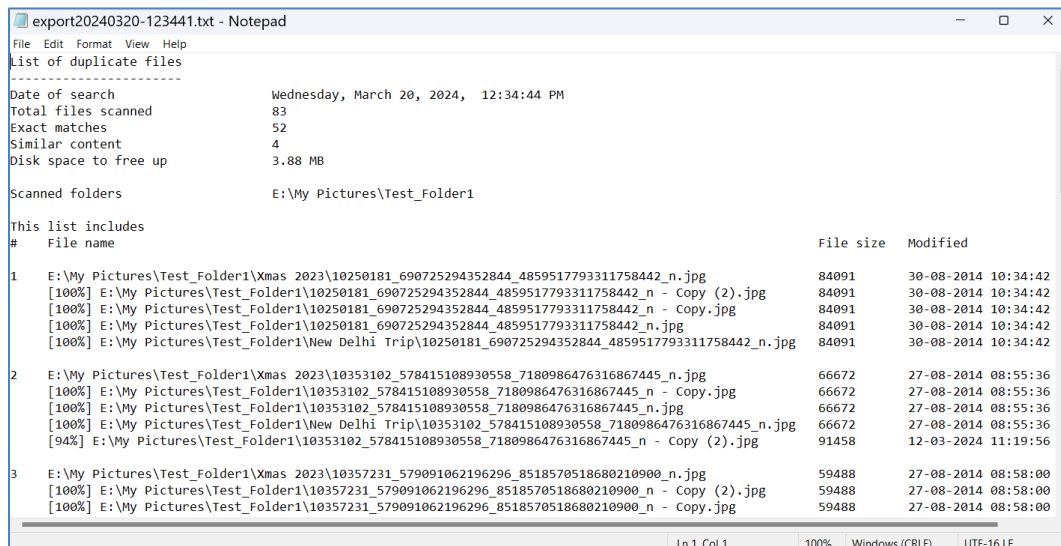 export20240320-123441.txt - Notepad
File Edit Format View Help
List of duplicate files
-----------------------
Date of search Wednesday, March 20, 2024, 12:34:44 PM
Total files scanned 83
Exact matches 52
Similar content 4
Disk space to free up 3.88 MB
Scanned folders E:\My Pictures\Test_Folder1
This list includes
# File name File size Modified
1 E:\My Pictures\Test_Folder1\Xmas 2023\10250181_690725294352844_4859517793311758442_n.jpg 84091 30-08-2014 10:34:42
[100%] E:\My Pictures\Test_Folder1\10250181_690725294352844_4859517793311758442_n - Copy (2).jpg 84091 30-08-2014 10:34:42
[100%] E:\My Pictures\Test_Folder1\10250181_690725294352844_4859517793311758442_n - Copy.jpg 84091 30-08-2014 10:34:42
[100%] E:\My Pictures\Test_Folder1\10250181_690725294352844_4859517793311758442_n.jpg 84091 30-08-2014 10:34:42
[100%] E:\My Pictures\Test_Folder1\New Delhi Trip\10250181_690725294352844_4859517793311758442_n.jpg 84091 30-08-2014 10:34:42
2 E:\My Pictures\Test_Folder1\Xmas 2023\10353102_578415108930558_7180986476316867445_n.jpg 66672 27-08-2014 08:55:36
[100%] E:\My Pictures\Test_Folder1\10353102_578415108930558_7180986476316867445_n - Copy.jpg 66672 27-08-2014 08:55:36
[100%] E:\My Pictures\Test_Folder1\10353102_578415108930558_7180986476316867445_n.jpg 66672 27-08-2014 08:55:36
[100%] E:\My Pictures\Test_Folder1\New Delhi Trip\10353102_578415108930558_7180986476316867445_n.jpg 66672 27-08-2014 08:55:36
[94%] E:\My Pictures\Test_Folder1\10353102_578415108930558_7180986476316867445_n - Copy (2).jpg 91458 12-03-2024 11:19:56
3 E:\My Pictures\Test_Folder1\Xmas 2023\10357231_579091062196296_8518570518680210900_n.jpg 59488 27-08-2014 08:58:00
[100%] E:\My Pictures\Test_Folder1\10357231_579091062196296_8518570518680210900_n - Copy (2).jpg 59488 27-08-2014 08:58:00
[100%] E:\My Pictures\Test_Folder1\10357231_579091062196296_8518570518680210900_n - Copy.jpg 59488 27-08-2014 08:58:00
Ln 1, Col 1 100% Windows (CRLF) UTF-16 LE